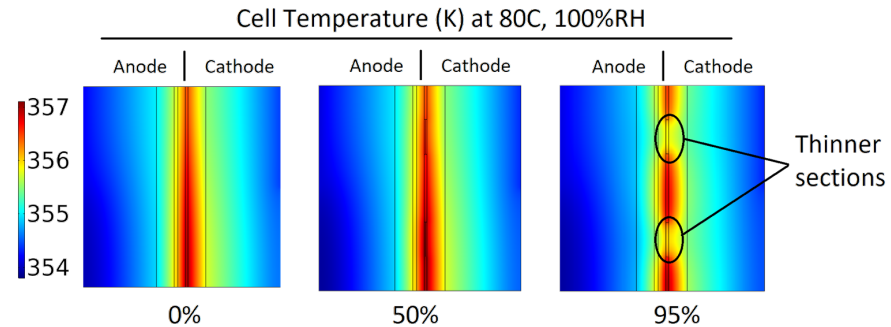 Cell Temperature (K) at 80C, 100%RH
Anode | Cathode
Anode | Cathode
Anode | Cathode
357
356
355
354
Thinner
sections
0%
50%
95%